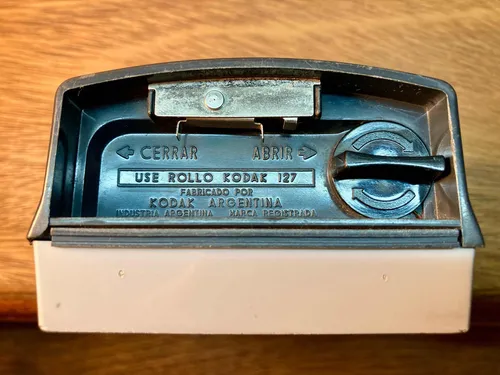 CERRAR ABRIR
USE ROLLO KODAK 127
FABRICADO POR
KODAK ARGENTINA
INDUSTRIA ARGENTINA MARCA REGISTRADA